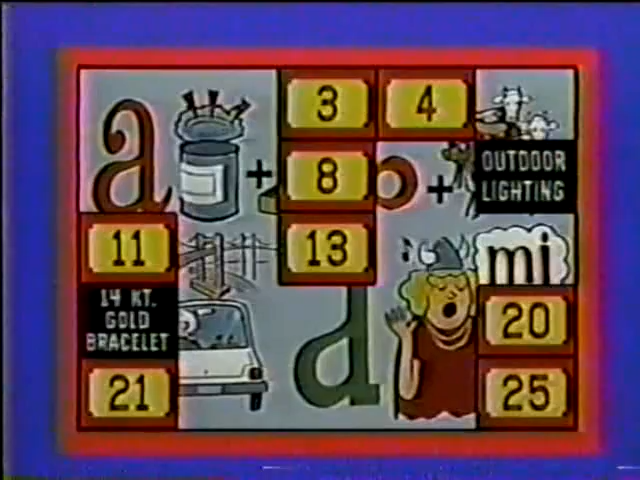 3 4
a + 8 + OUTDOOR
LIGHTING
11 13 mi
14 KT.
GOLD
BRACELET
d 20
21 25